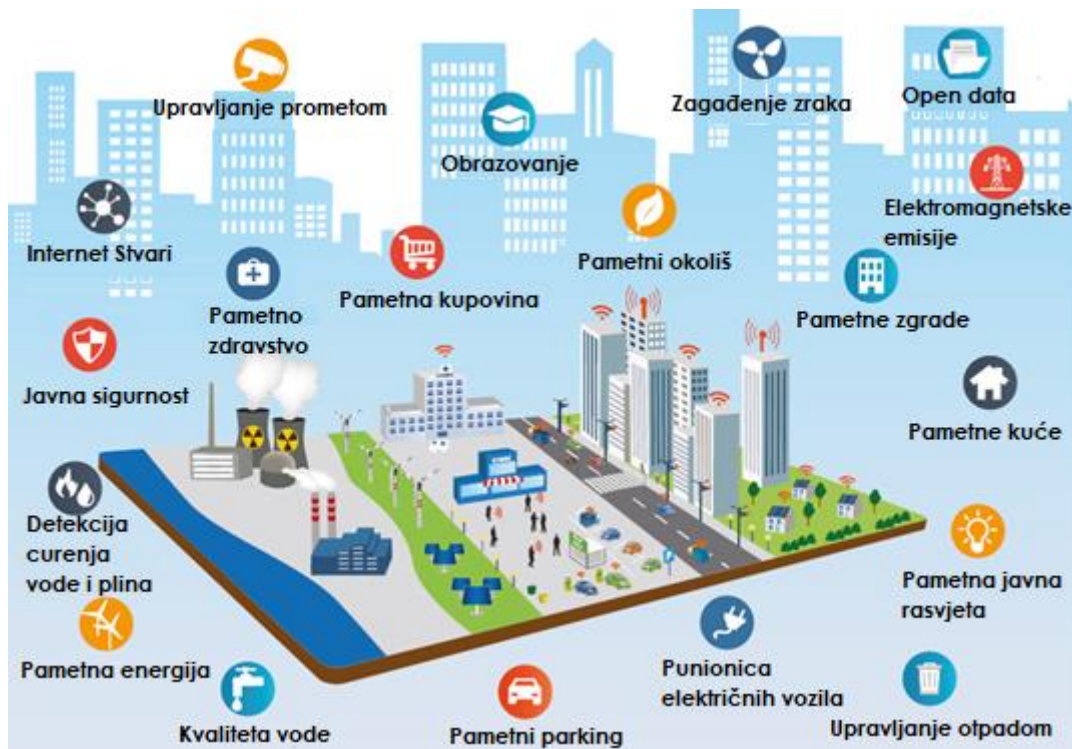 Upravljanje prometom
Obrazovanje
Zagađenje zraka
Open data
Internet Stvari
Pametno
zdravstvo
Pametna kupovina
Pametni okoliš
Elektromagnetske
emisije
Pametne zgrade
Javna sigurnost
Pametne kuće
Detekcija
curenja
vode i plina
Pametna javna
rasvjeta
Pametna energija
Kvaliteta vode
Pametni parking
Punionica
električnih vozila
Upravljanje otpadom